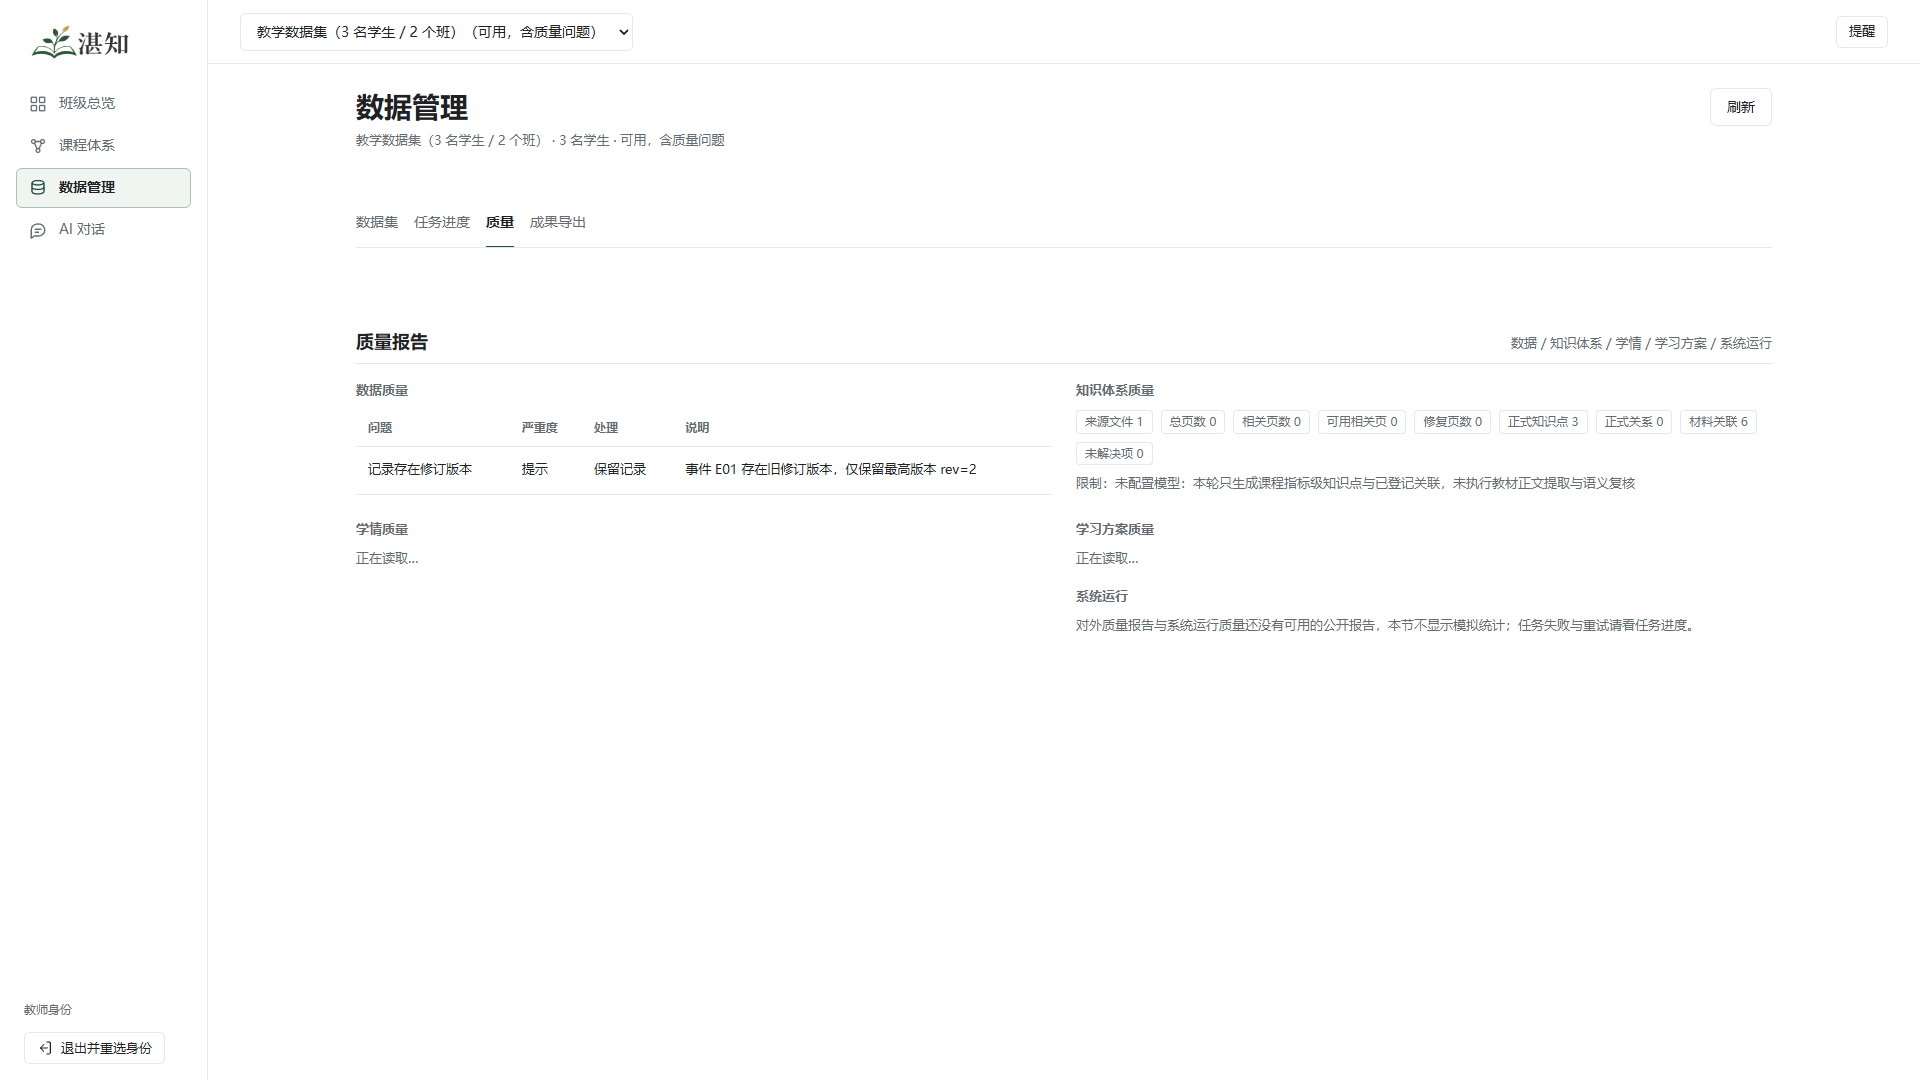 湛知
教学数据集（3 名学生 / 2 个班）（可用，含质量问题）
提醒
班级总览
课程体系
数据管理
AI 对话
数据管理
刷新
教学数据集（3 名学生 / 2 个班） · 3 名学生 · 可用，含质量问题
数据集 任务进度 质量 成果导出
质量报告
数据 / 知识体系 / 学情 / 学习方案 / 系统运行
数据质量
问题 严重度 处理 说明
记录存在修订版本 提示 保留记录 事件 E01 存在旧修订版本，仅保留最高版本 rev=2
知识体系质量
来源文件 1 总页数 0 相关页数 0 可用相关页 0 修复页数 0 正式知识点 3 正式关系 0 材料关联 6
未解决项 0
限制：未配置模型：本轮只生成课程指标级知识点与已登记关联，未执行教材正文提取与语义复核
学情质量
正在读取...
学习方案质量
正在读取...
系统运行
对外质量报告与系统运行质量还没有可用的公开报告，本节不显示模拟统计；任务失败与重试请看任务进度。
教师身份
退出并重选身份